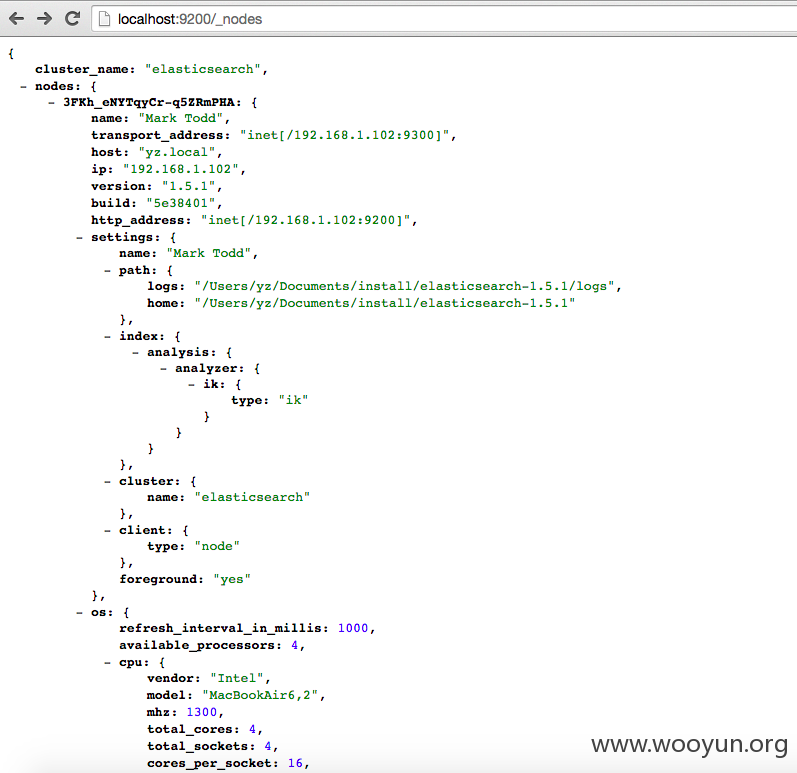 localhost:9200/_nodes
{
cluster_name: "elasticsearch",
– nodes: {
– 3FKh_eNYTqyCr-q5ZRmPHA: {
name: "Mark Todd",
transport_address: "inet[/192.168.1.102:9300]",
host: "yz.local",
ip: "192.168.1.102",
version: "1.5.1",
build: "5e38401",
http_address: "inet[/192.168.1.102:9200]",
– settings: {
name: "Mark Todd",
– path: {
logs: "/Users/yz/Documents/install/elasticsearch-1.5.1/logs",
home: "/Users/yz/Documents/install/elasticsearch-1.5.1"
},
– index: {
– analysis: {
– analyzer: {
– ik: {
type: "ik"
}
}
}
},
– cluster: {
name: "elasticsearch"
},
– client: {
type: "node"
},
foreground: "yes"
},
– os: {
refresh_interval_in_millis: 1000,
available_processors: 4,
– cpu: {
vendor: "Intel",
model: "MacBookAir6,2",
mhz: 1300,
total_cores: 4,
total_sockets: 4,
cores_per_socket: 16,
www.wooyun.org